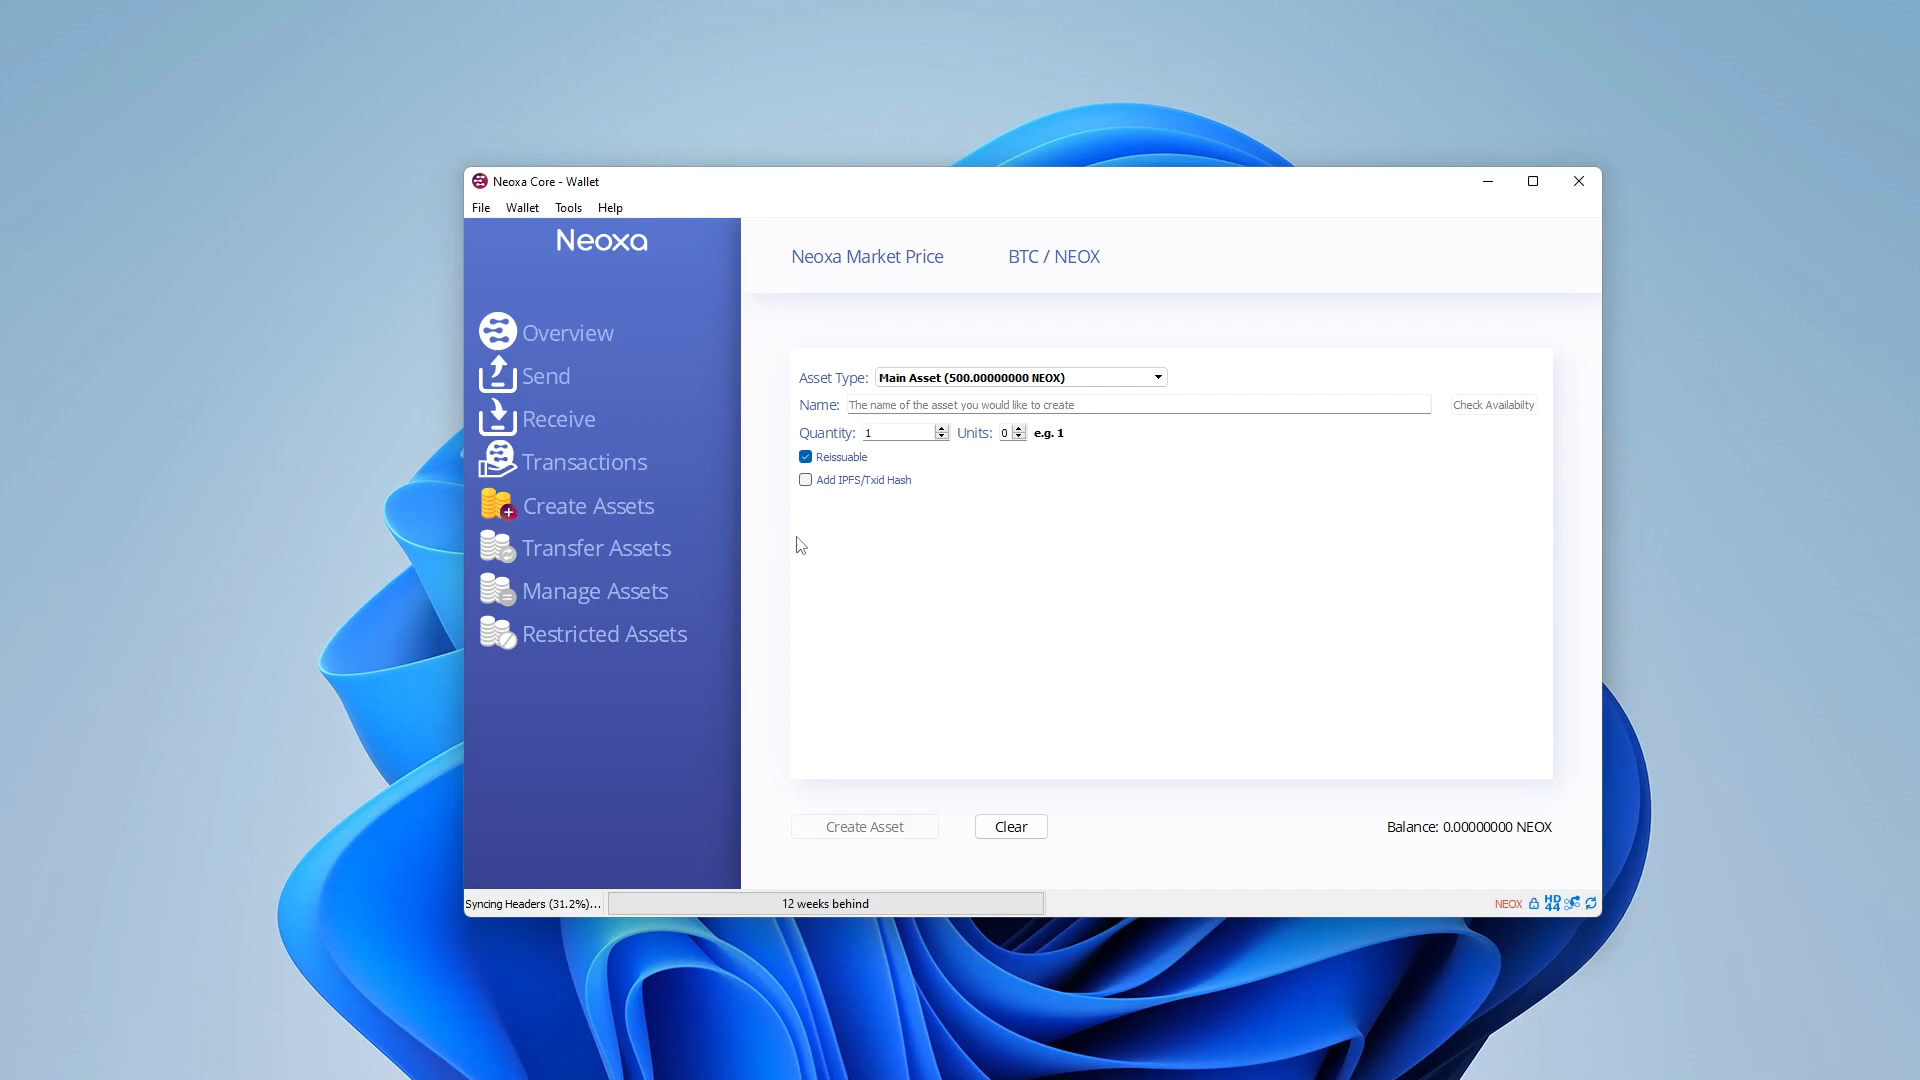 Neoxa Core - Wallet
File Wallet Tools Help
Neoxa
Neoxa Market Price BTC / NEOX
Overview
Send
Receive
Transactions
Create Assets
Transfer Assets
Manage Assets
Restricted Assets
Asset Type: Main Asset (500.00000000 NEOX)
Name: The name of the asset you would like to create Check Availabilty
Quantity: 1 Units: 0 e.g. 1
Reissuable
Add IPFS/Txid Hash
Create Asset Clear Balance: 0.00000000 NEOX
Syncing Headers (31.2%)... 12 weeks behind NEOX HD 44